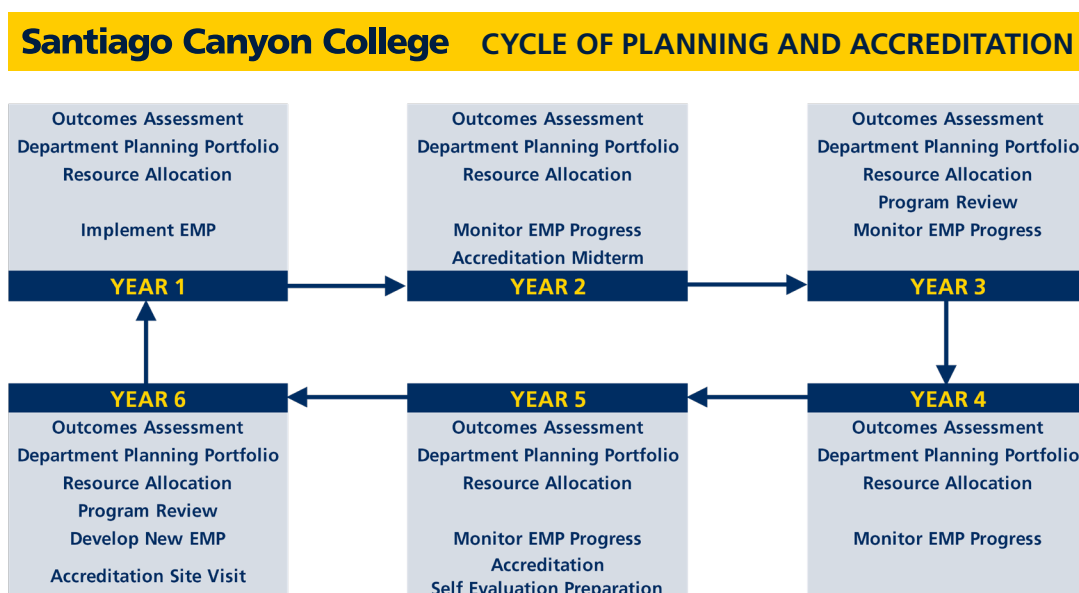 Santiago Canyon College CYCLE OF PLANNING AND ACCREDITATION
Outcomes Assessment
Department Planning Portfolio
Resource Allocation
Implement EMP
YEAR 1
Outcomes Assessment
Department Planning Portfolio
Resource Allocation
Monitor EMP Progress
Accreditation Midterm
YEAR 2
Outcomes Assessment
Department Planning Portfolio
Resource Allocation
Program Review
Monitor EMP Progress
YEAR 3
YEAR 4
Outcomes Assessment
Department Planning Portfolio
Resource Allocation
Monitor EMP Progress
YEAR 5
Outcomes Assessment
Department Planning Portfolio
Resource Allocation
Monitor EMP Progress
Accreditation
Self Evaluation Preparation
YEAR 6
Outcomes Assessment
Department Planning Portfolio
Resource Allocation
Program Review
Develop New EMP
Accreditation Site Visit